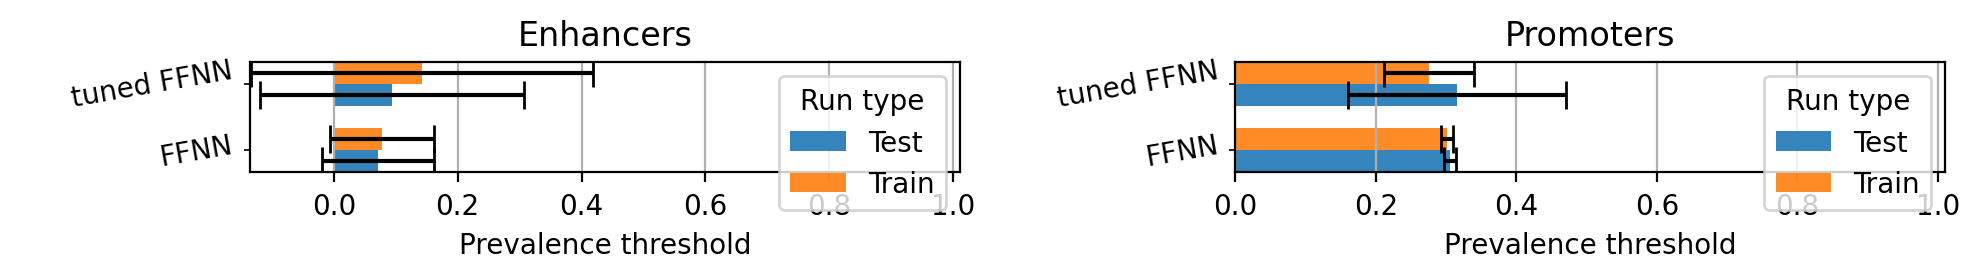 Enhancers
tuned FFNN
FFNN
Run type
Test
Train
0.0 0.2 0.4 0.6 0.8 1.0
Prevalence threshold
Promoters
tuned FFNN
FFNN
Run type
Test
Train
0.0 0.2 0.4 0.6 0.8 1.0
Prevalence threshold